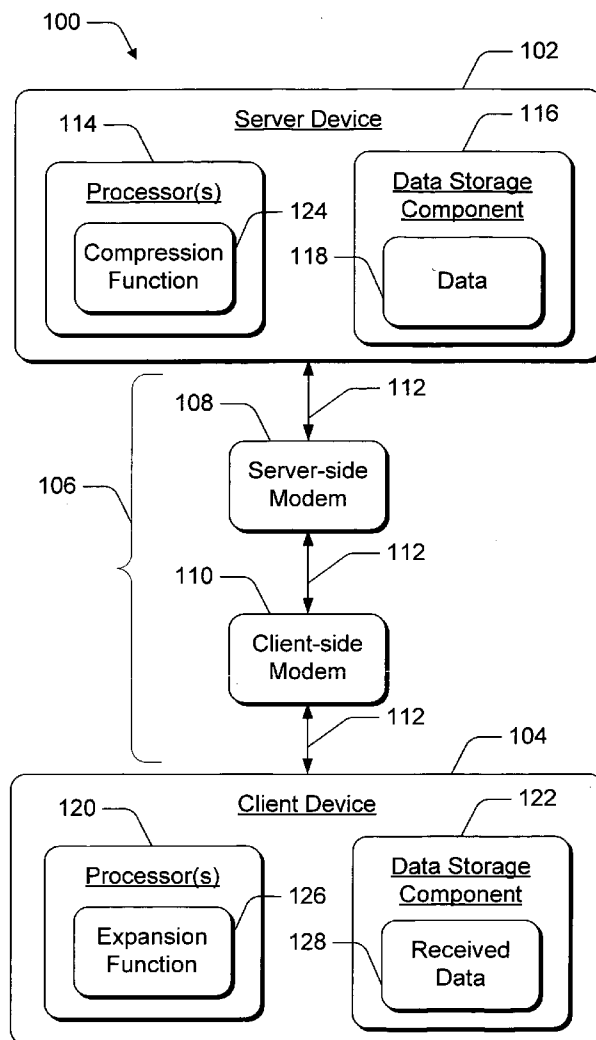 100
102
Server Device
114
116
Processor(s)
Data Storage
Component
124
Compression
Function
118
Data
112
108
Server-side
Modem
106
112
110
Client-side
Modem
112
104
Client Device
120
122
Processor(s)
Data Storage
Component
126
Expansion
Function
128
Received
Data